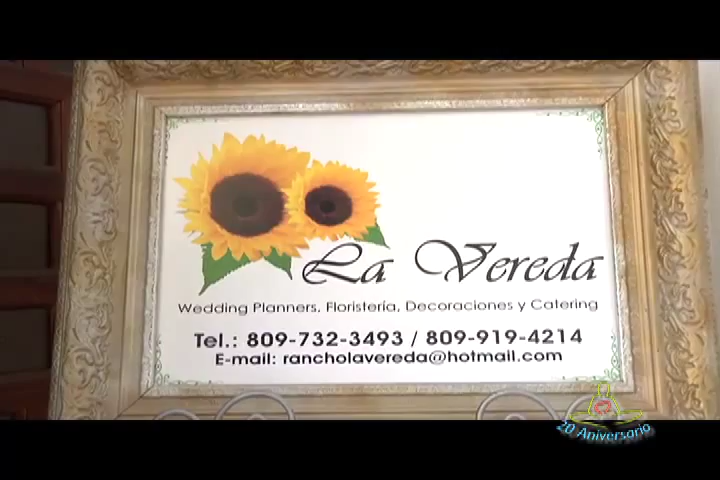 La Vereda
Wedding Planners, Floristería, Decoraciones y Catering
Tel.: 809-732-3493 / 809-919-4214
E-mail: rancholavereda@hotmail.com
20 Aniversario